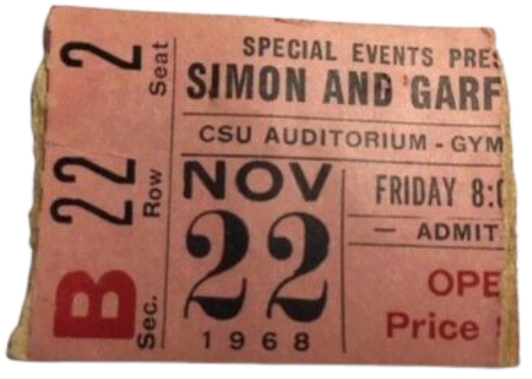 2 Seat
22 Row
B Sec.
SPECIAL EVENTS PRES
SIMON AND GARF
CSU AUDITORIUM - GYM
NOV
22
1968
FRIDAY 8:0
— ADMIT
OPE
Price